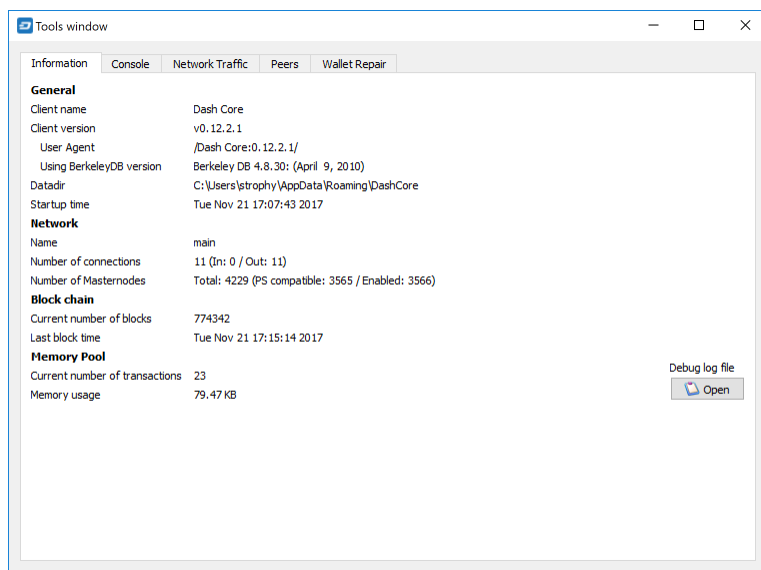 Tools window
Information Console Network Traffic Peers Wallet Repair
General
Client name Dash Core
Client version v0.12.2.1
User Agent /Dash Core:0.12.2.1/
Using BerkeleyDB version Berkeley DB 4.8.30: (April  9, 2010)
Datadir C:\Users\strophy\AppData\Roaming\DashCore
Startup time Tue Nov 21 17:07:43 2017
Network
Name main
Number of connections 11 (In: 0 / Out: 11)
Number of Masternodes Total: 4229 (PS compatible: 3565 / Enabled: 3566)
Block chain
Current number of blocks 774342
Last block time Tue Nov 21 17:15:14 2017
Memory Pool
Current number of transactions 23
Memory usage 79.47 KB
Debug log file
Open